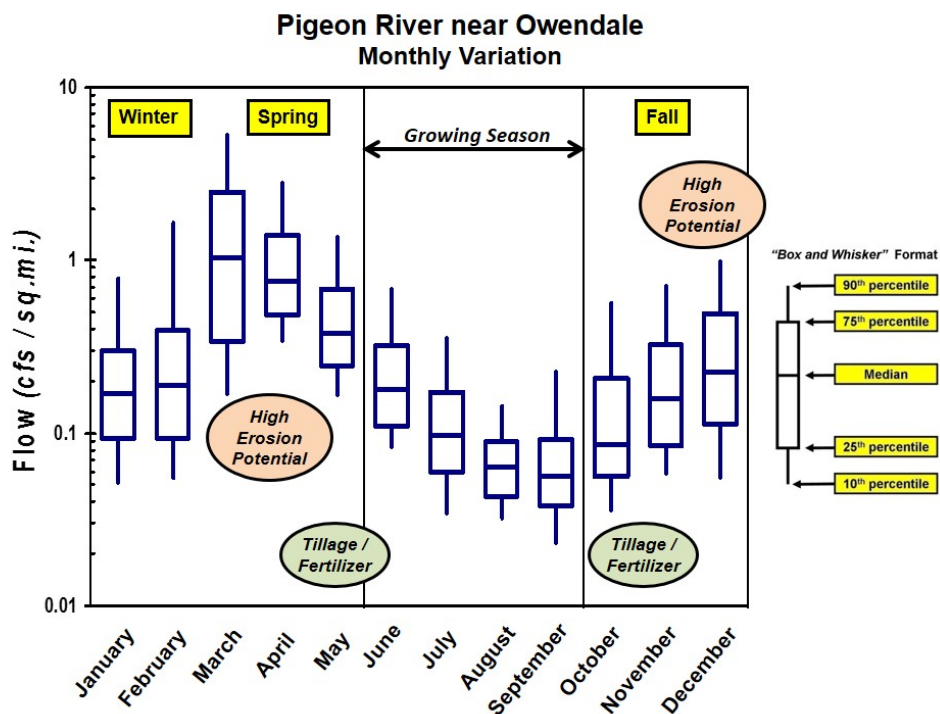 Pigeon River near Owendale
Monthly Variation
10
1
0.1
0.01
Flow (cfs / sq.mi.)
Winter
Spring
Growing Season
Fall
High
Erosion
Potential
High
Erosion
Potential
Tillage /
Fertilizer
Tillage /
Fertilizer
January
February
March
April
May
June
July
August
September
October
November
December
"Box and Whisker" Format
90th percentile
75th percentile
Median
25th percentile
10th percentile